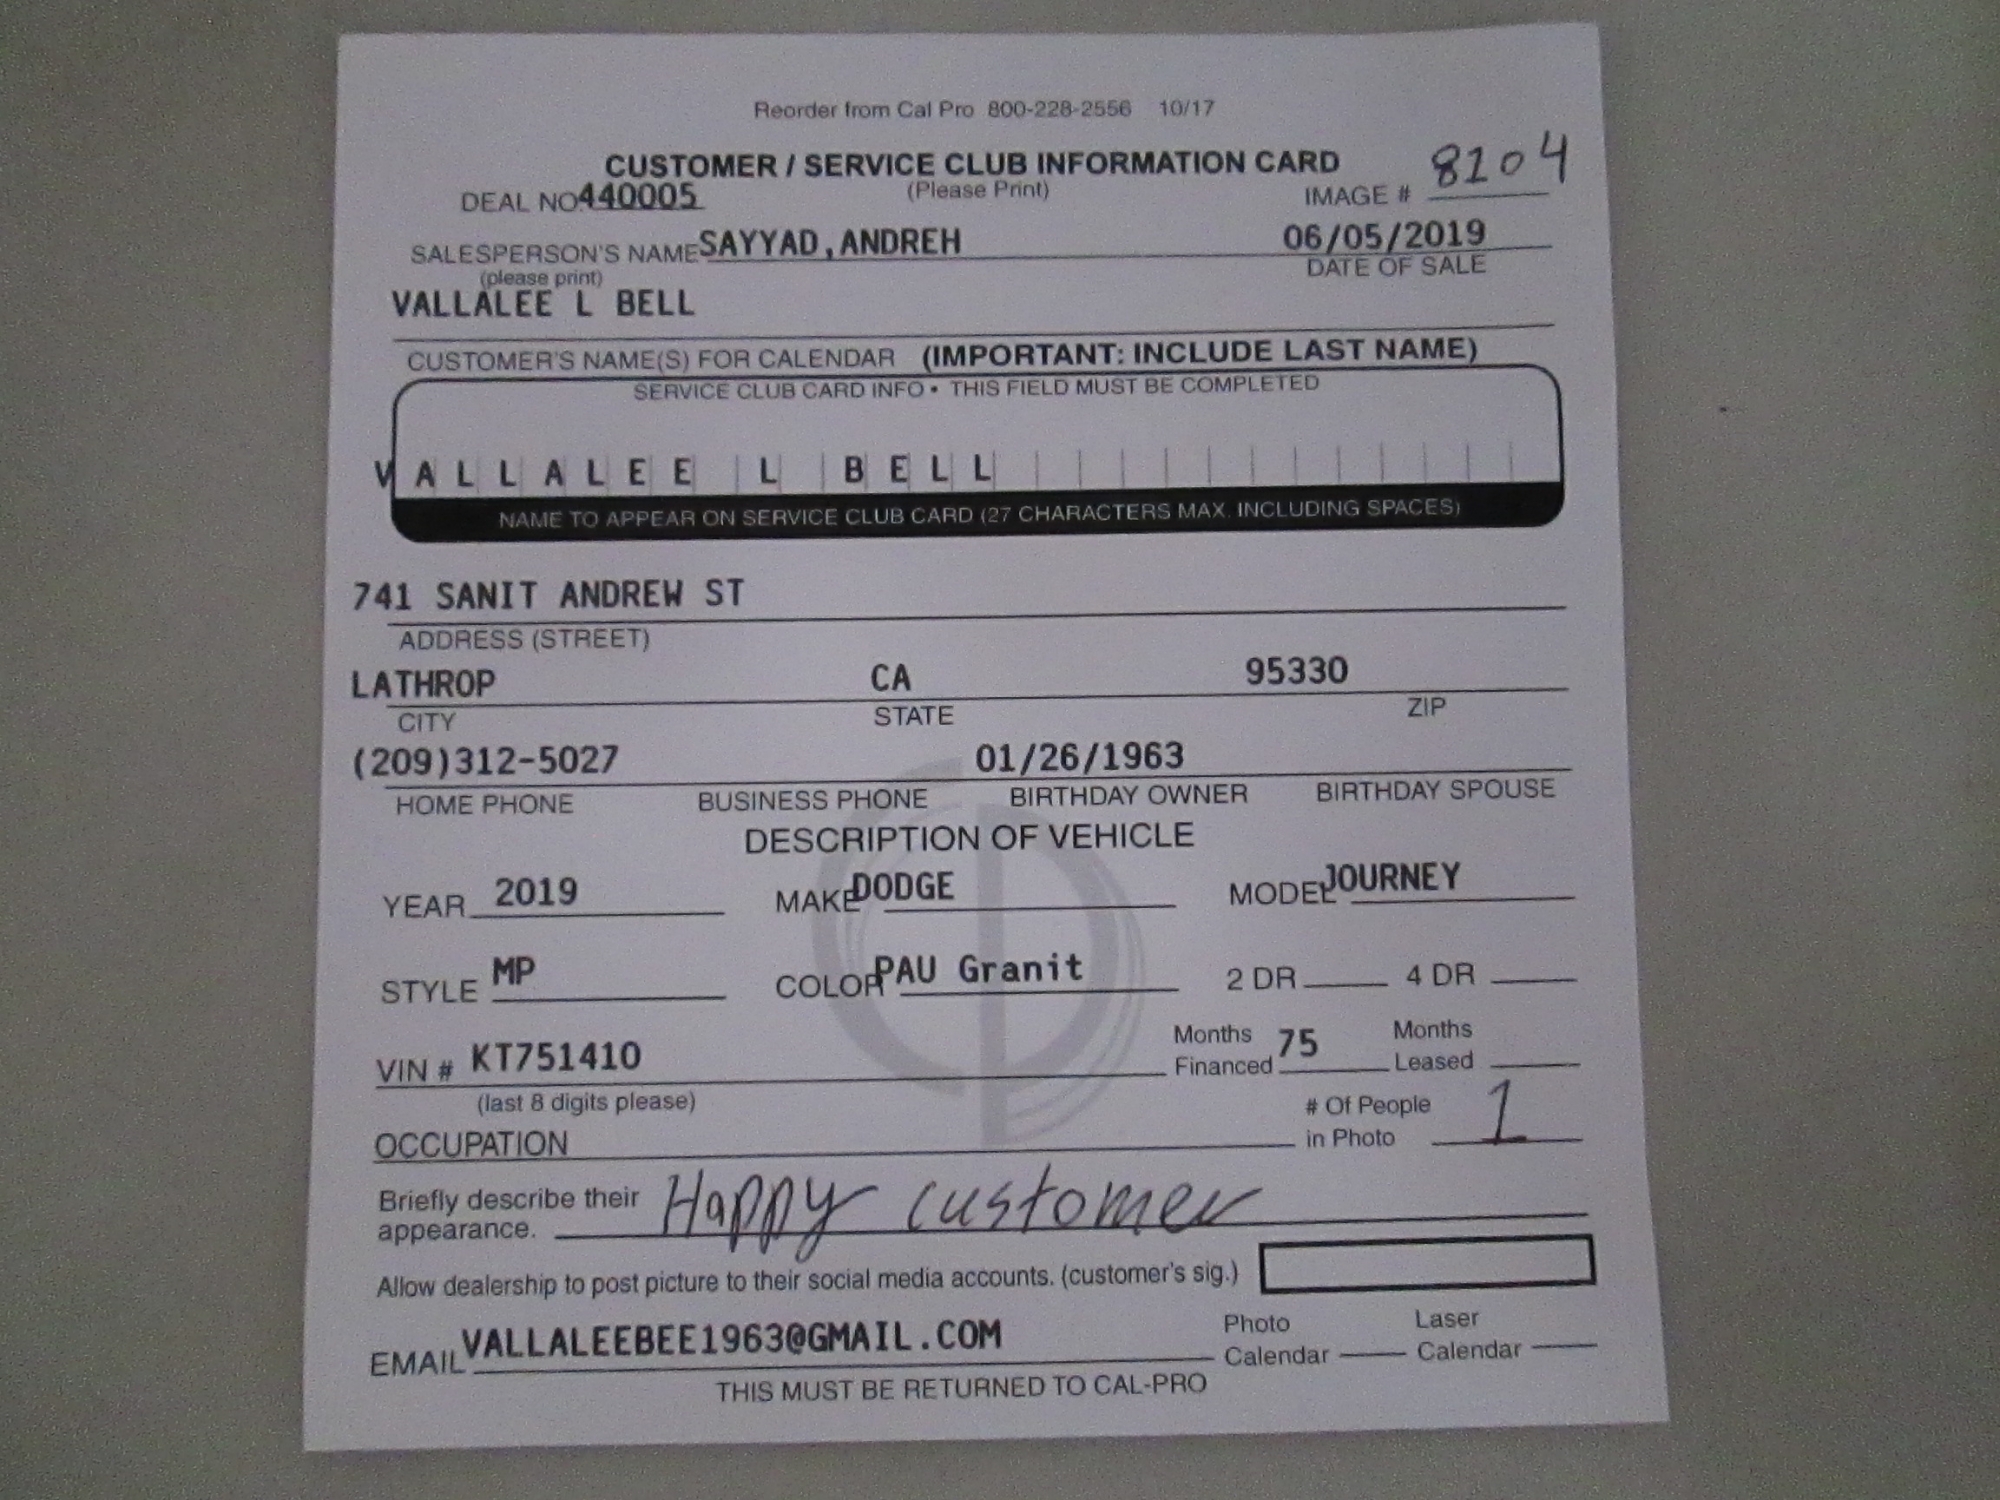 Reorder from Cal Pro 800-228-2556 10/17
CUSTOMER / SERVICE CLUB INFORMATION CARD
(Please Print)
DEAL NO 440005 IMAGE # 8104
SALESPERSON'S NAME SAYYAD,ANDREH 06/05/2019
(please print) DATE OF SALE
VALLALEE L BELL
CUSTOMER'S NAME(S) FOR CALENDAR (IMPORTANT: INCLUDE LAST NAME)
SERVICE CLUB CARD INFO • THIS FIELD MUST BE COMPLETED
VALLALEE L BELL
NAME TO APPEAR ON SERVICE CLUB CARD (27 CHARACTERS MAX. INCLUDING SPACES)
741 SANIT ANDREW ST
ADDRESS (STREET)
LATHROP CA 95330
CITY STATE ZIP
(209)312-5027 01/26/1963
HOME PHONE BUSINESS PHONE BIRTHDAY OWNER BIRTHDAY SPOUSE
DESCRIPTION OF VEHICLE
YEAR 2019 MAKE DODGE MODEL JOURNEY
STYLE MP COLOR PAU Granit 2 DR 4 DR
VIN # KT751410 Months Financed 75 Months Leased
(last 8 digits please)
OCCUPATION # Of People in Photo 1
Briefly describe their appearance. Happy customer
Allow dealership to post picture to their social media accounts. (customer's sig.)
EMAIL VALLALEEBEE1963@GMAIL.COM Photo Calendar Laser Calendar
THIS MUST BE RETURNED TO CAL-PRO